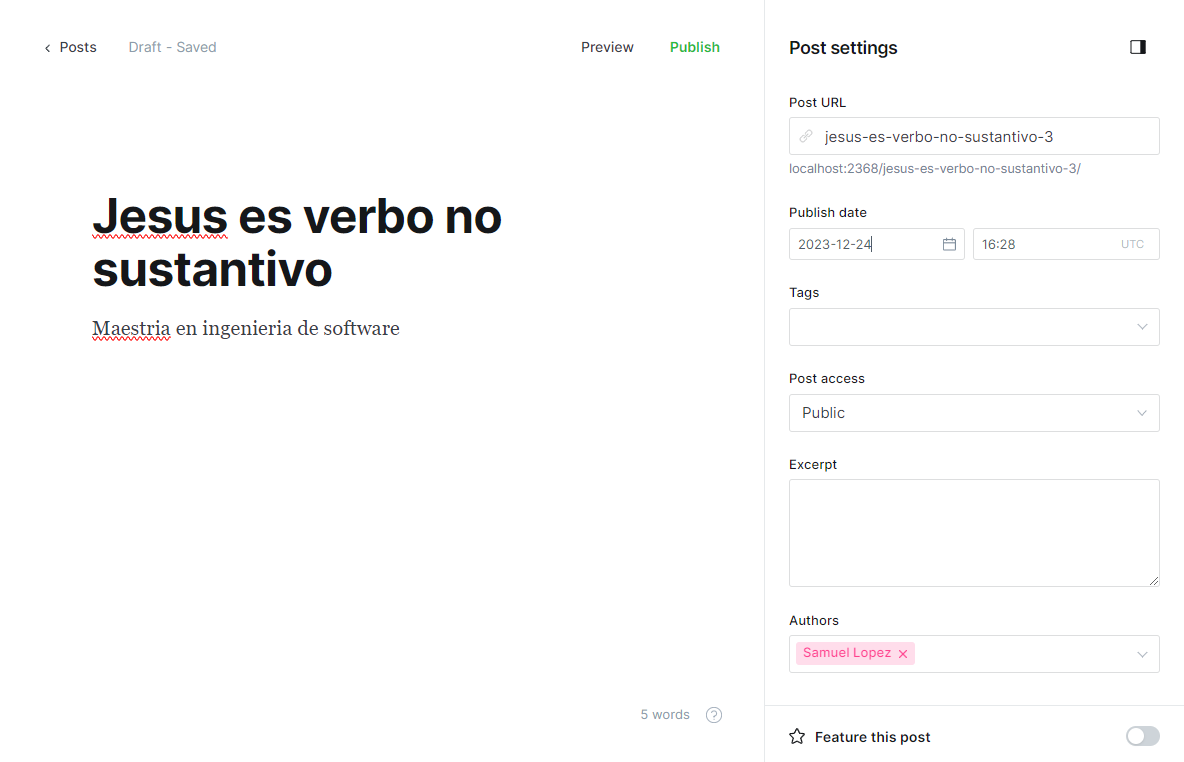 Posts
Draft - Saved
Preview
Publish
Jesus es verbo no
sustantivo
Maestria en ingenieria de software
5 words
?
Post settings
Post URL
jesus-es-verbo-no-sustantivo-3
localhost:2368/jesus-es-verbo-no-sustantivo-3/
Publish date
2023-12-24
16:28
UTC
Tags
Post access
Public
Excerpt
Authors
Samuel Lopez
Feature this post